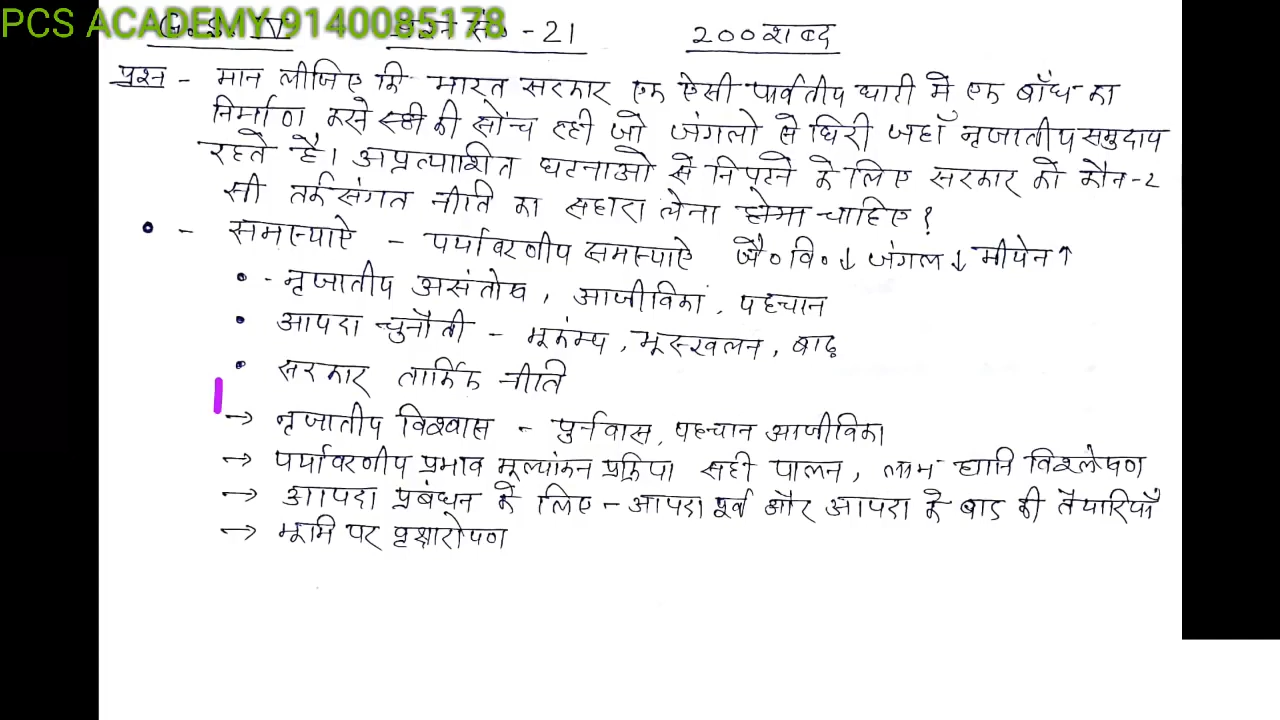 PCS ACADEMY 9140085178
G.S. IV प्रश्न सं० - 21 200 शब्द
प्रश्न - मान लीजिए कि भारत सरकार एक ऐसी पार्वतीय घाटी में एक बाँध का
निर्माण करने की सोंच रही जो जंगलो से घिरी जहाँ नृजातीय समुदाय
रहते है। अप्रत्याशित घटनाओ से निपटने के लिए सरकार को कौन-2
सी तर्कसंगत नीति का सहारा लेना चाहिए?
• - समस्याऐ - पर्यावरणीय समस्याऐ जै०वि०↓ जंगल↓ मीथेन↑
• - नृजातीय असंतोष, आजीविका, पहचान
• आपदा चुनौती - भूकंम्प, भूस्खलन, बाढ़
• सरकार तार्किक नीति
→ नृजातीय विश्वास - पुर्नवास, पहचान आजीविका
→ पर्यावरणीय प्रभाव मूल्यांकन प्रक्रिया सही पालन, लाभ हानि विश्लेषण
→ आपदा प्रबंधन के लिए - आपदा पूर्व और आपदा के बाद की तैयारियाँ
→ भूमि पर वृक्षारोपण